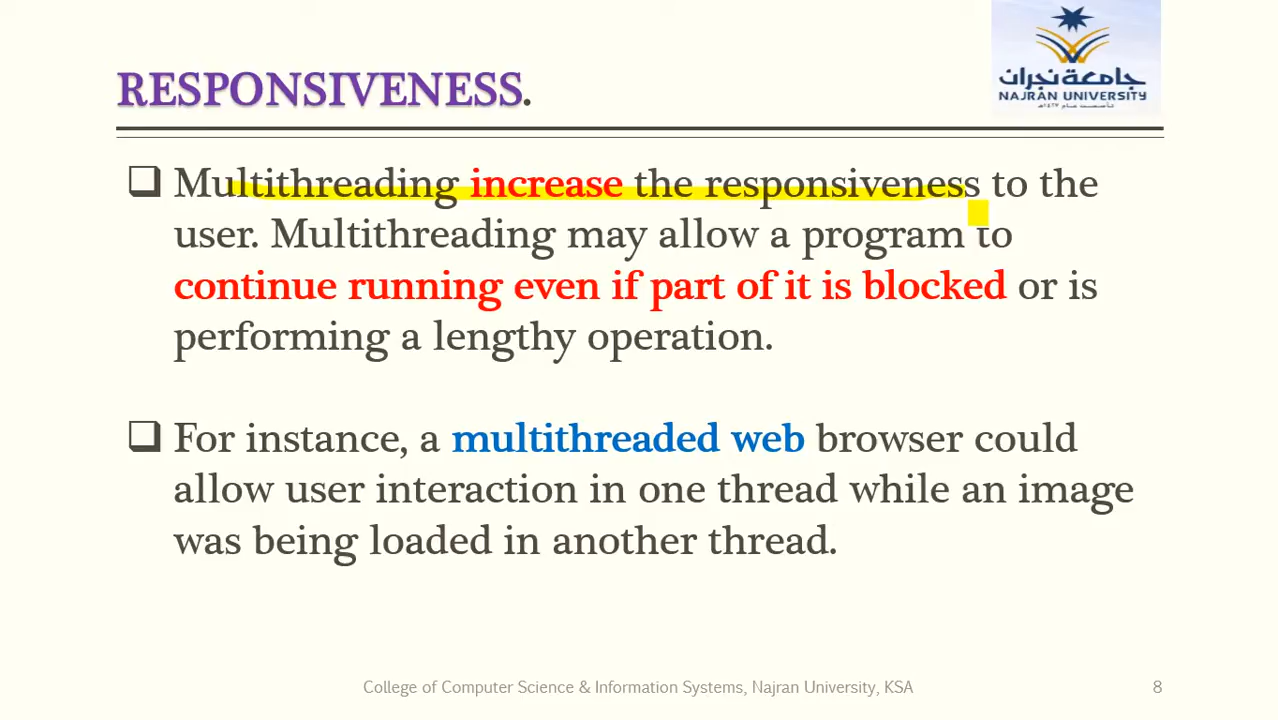 جامعة نجران
NAJRAN UNIVERSITY
RESPONSIVENESS.
❑ Multithreading increase the responsiveness to the
user. Multithreading may allow a program to
continue running even if part of it is blocked or is
performing a lengthy operation.
❑ For instance, a multithreaded web browser could
allow user interaction in one thread while an image
was being loaded in another thread.
College of Computer Science & Information Systems, Najran University, KSA
8